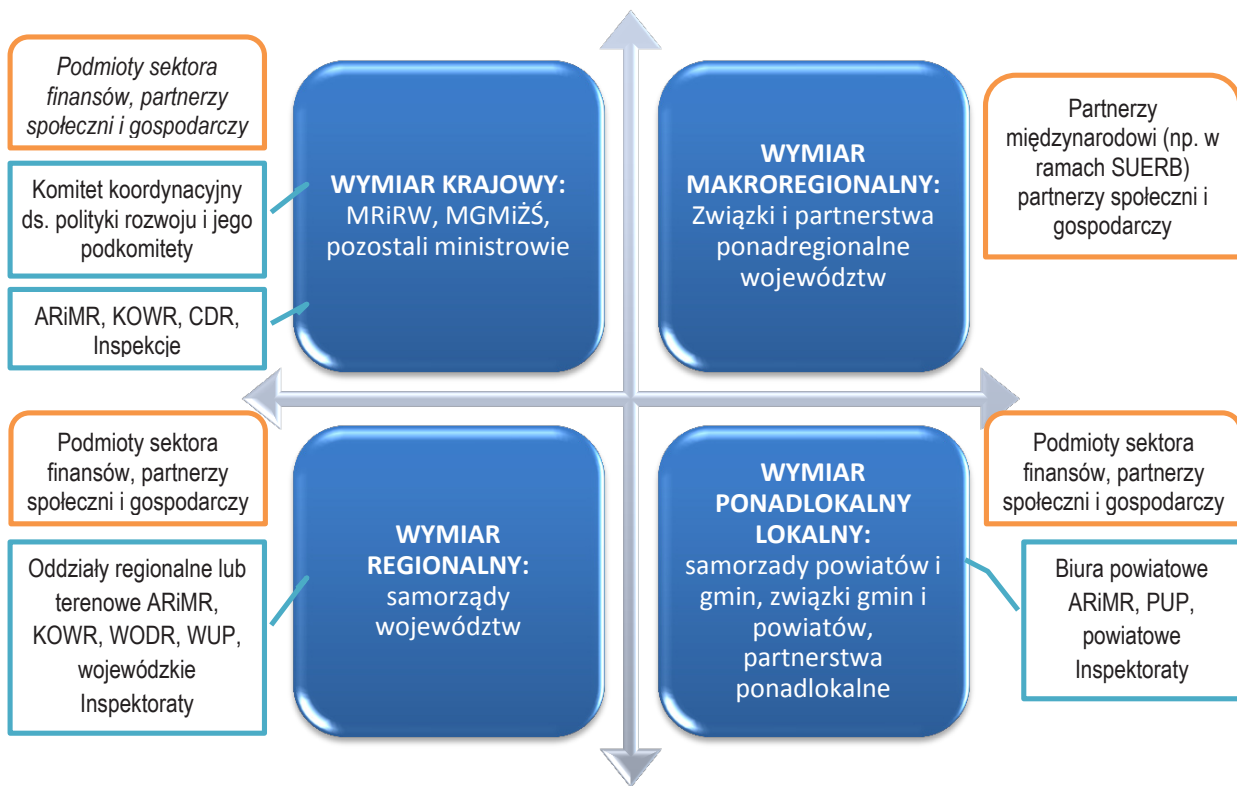 Podmioty sektora
finansów, partnerzy
społeczni i gospodarczy
Komitet koordynacyjny
ds. polityki rozwoju i jego
podkomitety
ARiMR, KOWR, CDR,
Inspekcje
WYMIAR KRAJOWY:
MRiRW, MGMiŻŚ,
pozostali ministrowie
WYMIAR
MAKROREGIONALNY:
Związki i partnerstwa
ponadregionalne
województw
Partnerzy
międzynarodowi (np. w
ramach SUERB)
partnerzy społeczni i
gospodarczy
Podmioty sektora
finansów, partnerzy
społeczni i gospodarczy
Oddziały regionalne lub
terenowe ARiMR,
KOWR, WODR, WUP,
wojewódzkie
Inspektoraty
WYMIAR
REGIONALNY:
samorządy
województw
WYMIAR
PONADLOKALNY
LOKALNY:
samorzady powiatów i
gmin, związki gmin i
powiatów,
partnerstwa
ponadlokalne
Podmioty sektora
finansów, partnerzy
społeczni i gospodarczy
Biura powiatowe
ARiMR, PUP,
powiatowe
Inspektoraty